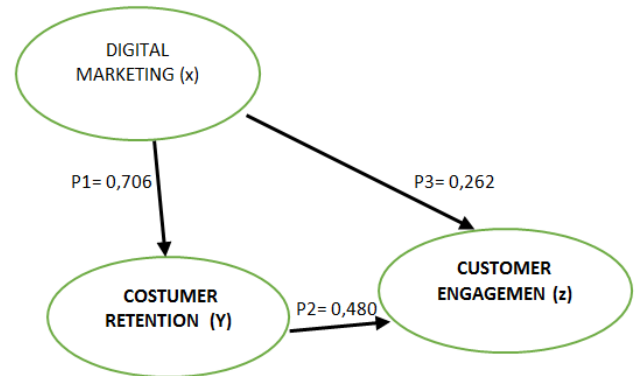 DIGITAL
MARKETING (x)
P1= 0,706
P3= 0,262
CUSTOMER
ENGAGEMEN (z)
COSTUMER
RETENTION  (Y)
P2= 0,480